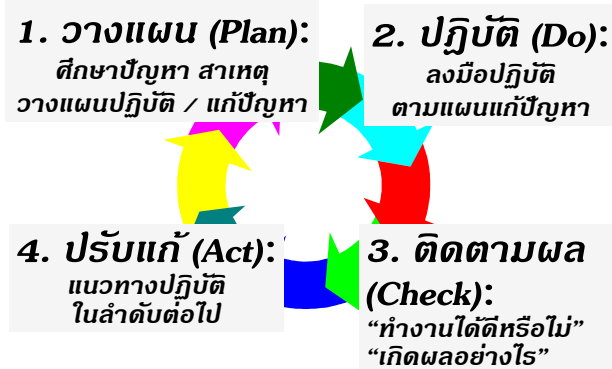 1. วางแผน (Plan):
ศึกษาปัญหา สาเหตุ
วางแผนปฏิบัติ / แก้ปัญหา
2. ปฏิบัติ (Do):
ลงมือปฏิบัติ
ตามแผนแก้ปัญหา
3. ติดตามผล
(Check):
“ทำงานได้ดีหรือไม่”
“เกิดผลอย่างไร”
4. ปรับแก้ (Act):
แนวทางปฏิบัติ
ในลำดับต่อไป